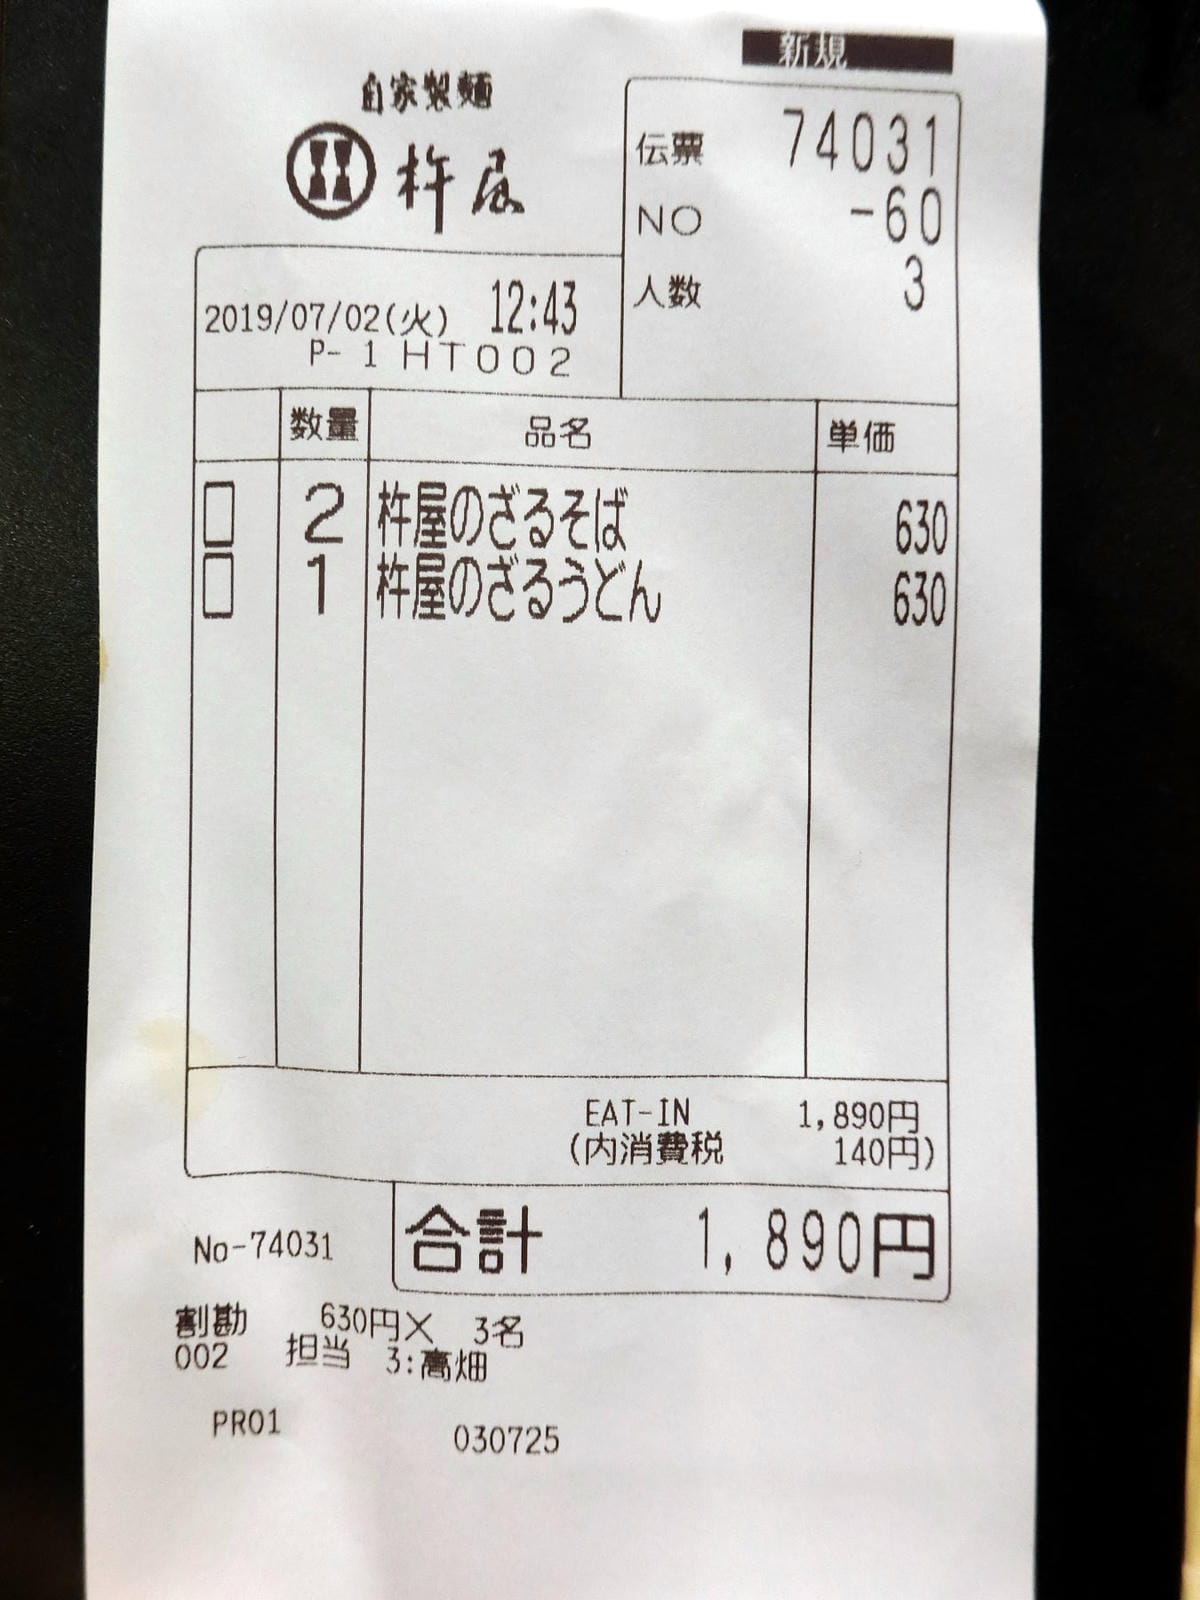 新規
自家製麺
杵屋
伝票 74031
NO -60
人数 3
2019/07/02(火) 12:43
P- 1 HT002
数量 品名 単価
2 杵屋のざるそば 630
1 杵屋のざるうどん 630
EAT-IN 1,890円
(内消費税 140円)
合計 1,890円
No-74031
割勘 630円× 3名
002 担当 3:高畑
PR01 030725